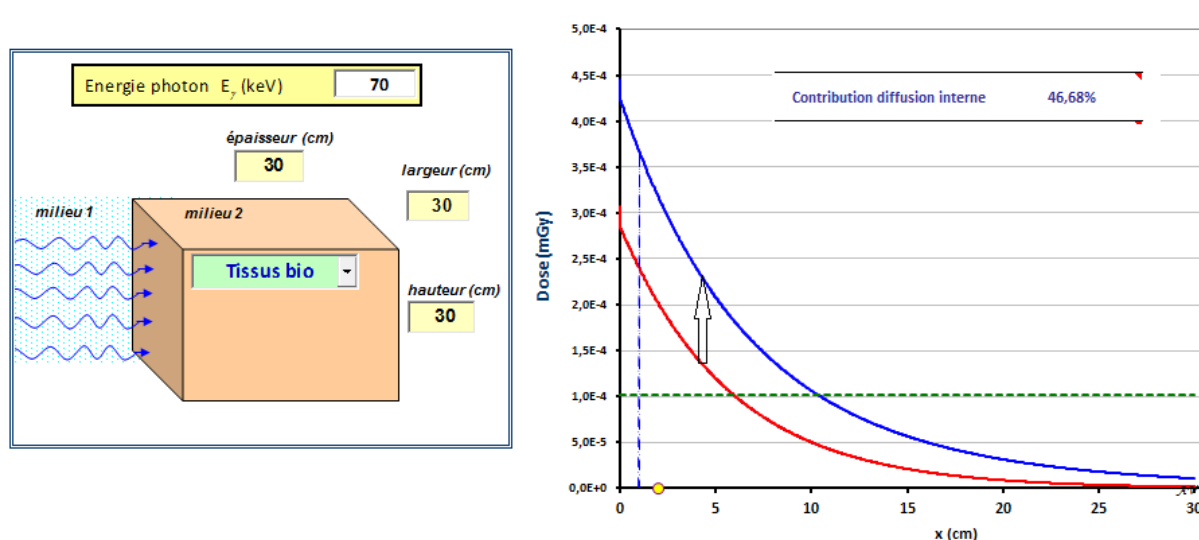 Energie photon Eγ (keV) 70
épaisseur (cm)
30
largeur (cm)
30
milieu 1
milieu 2
Tissus bio
hauteur (cm)
30
5,0E-4
4,5E-4
4,0E-4
3,5E-4
3,0E-4
2,5E-4
2,0E-4
1,5E-4
1,0E-4
5,0E-5
0,0E+0
Dose (mGy)
Contribution diffusion interne 46,68%
0 5 10 15 20 25 30
x (cm)